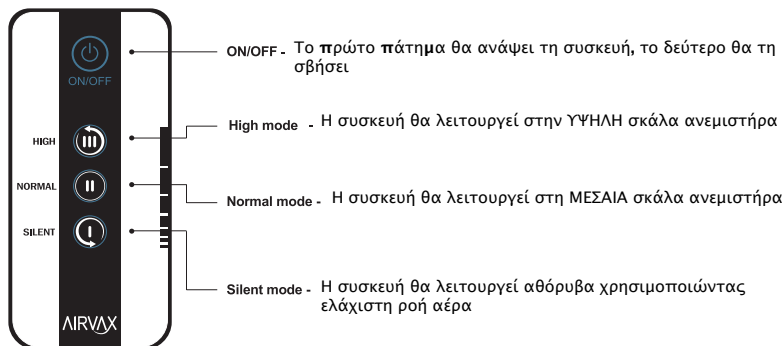 ON/OFF
HIGH
NORMAL
SILENT
AIRVAX
ON/OFF - Το πρώτο πάτημα θα ανάψει τη συσκευή, το δεύτερο θα τη
σβήσει
High mode - Η συσκευή θα λειτουργεί στην ΥΨΗΛΗ σκάλα ανεμιστήρα
Normal mode - Η συσκευή θα λειτουργεί στη ΜΕΣΑΙΑ σκάλα ανεμιστήρα
Silent mode - Η συσκευή θα λειτουργεί αθόρυβα χρησιμοποιώντας
ελάχιστη ροή αέρα